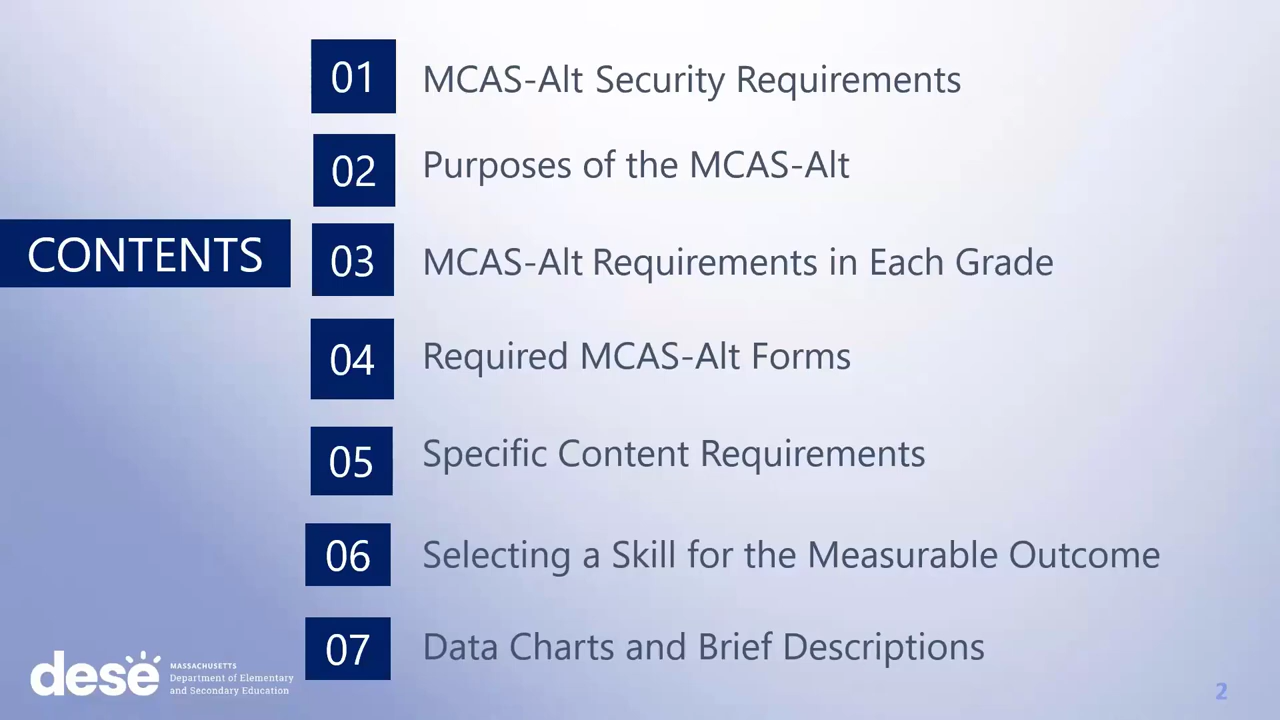 CONTENTS
01 MCAS-Alt Security Requirements
02 Purposes of the MCAS-Alt
03 MCAS-Alt Requirements in Each Grade
04 Required MCAS-Alt Forms
05 Specific Content Requirements
06 Selecting a Skill for the Measurable Outcome
07 Data Charts and Brief Descriptions
dese
MASSACHUSETTS
Department of Elementary
and Secondary Education
2